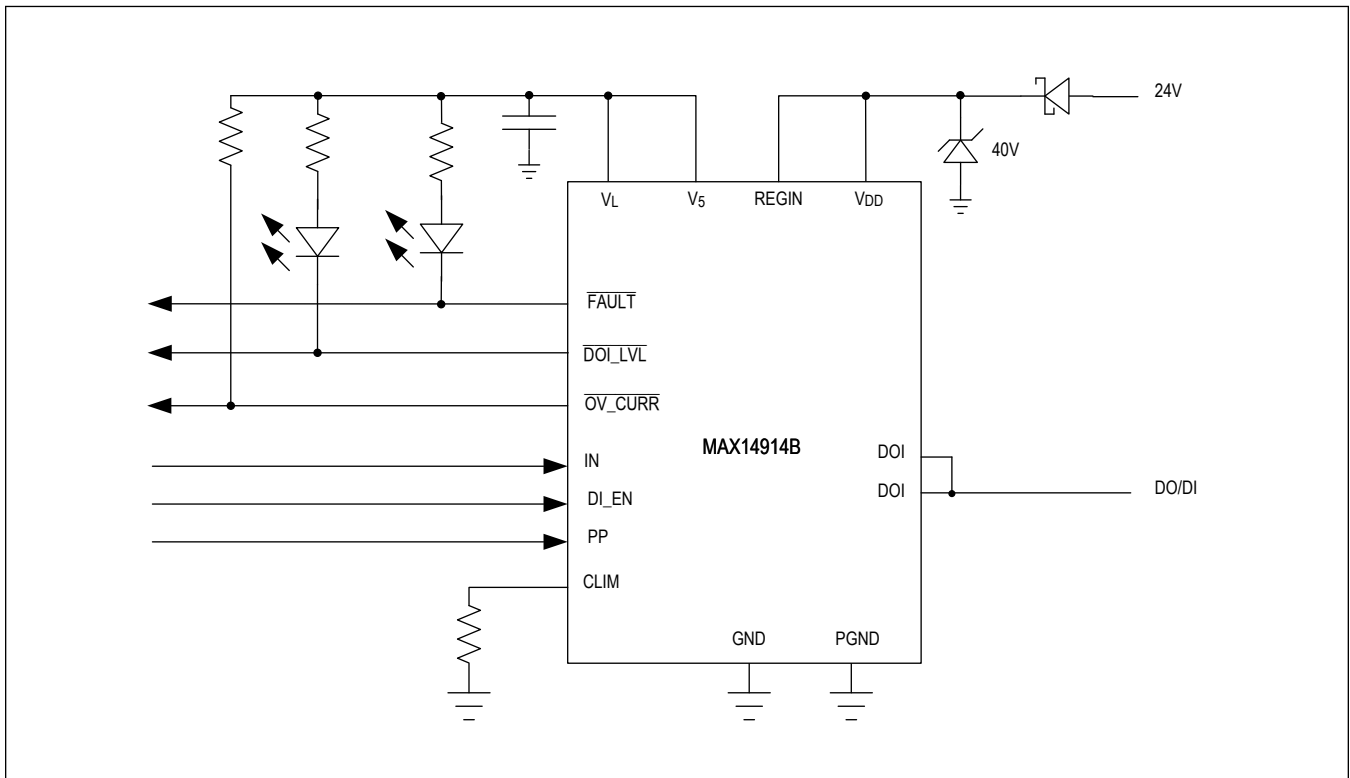 24V
40V
VL
V5
REGIN
VDD
FAULT
DOI_LVL
OV_CURR
MAX14914B
IN
DOI
DI_EN
DOI
DO/DI
PP
CLIM
GND
PGND